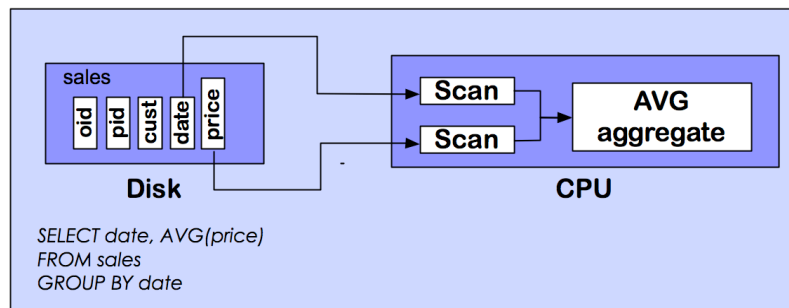 sales
oid
pid
cust
date
price
Disk
Scan
Scan
AVG
aggregate
CPU
-
SELECT date, AVG(price)
FROM sales
GROUP BY date